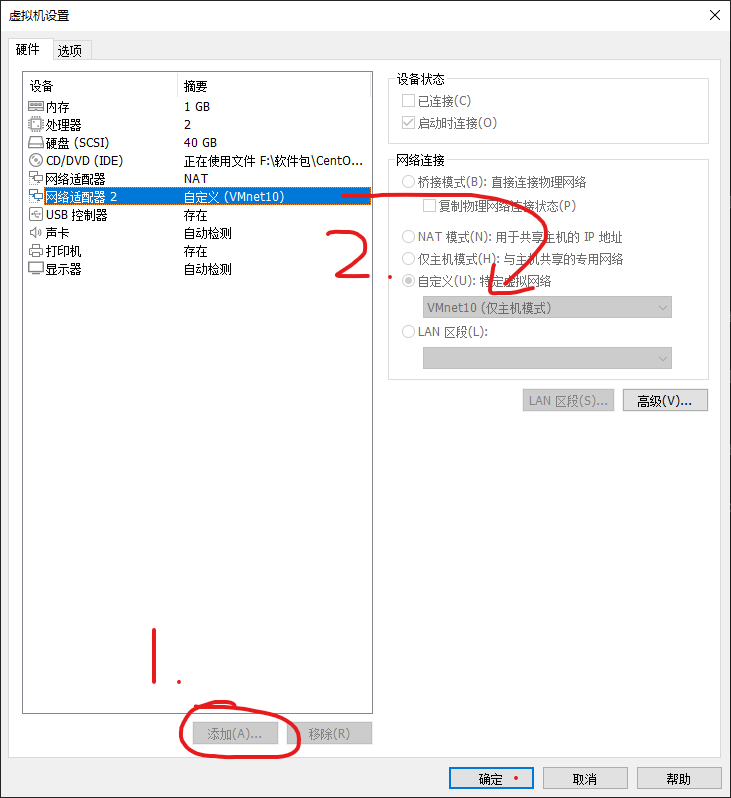 虚拟机设置
硬件 选项
设备 摘要
内存 1 GB
处理器 2
硬盘 (SCSI) 40 GB
CD/DVD (IDE) 正在使用文件 F:\软件包\CentO...
网络适配器 NAT
网络适配器 2 自定义 (VMnet10)
USB 控制器 存在
声卡 自动检测
打印机 存在
显示器 自动检测
设备状态
已连接(C)
启动时连接(O)
网络连接
桥接模式(B): 直接连接物理网络
复制物理网络连接状态(P)
NAT 模式(N): 用于共享主机的 IP 地址
仅主机模式(H): 与主机共享的专用网络
自定义(U): 特定虚拟网络
VMnet10 (仅主机模式)
LAN 区段(L):
LAN 区段(S)... 高级(V)...
2.
1.
添加(A)... 移除(R)
确定 取消 帮助